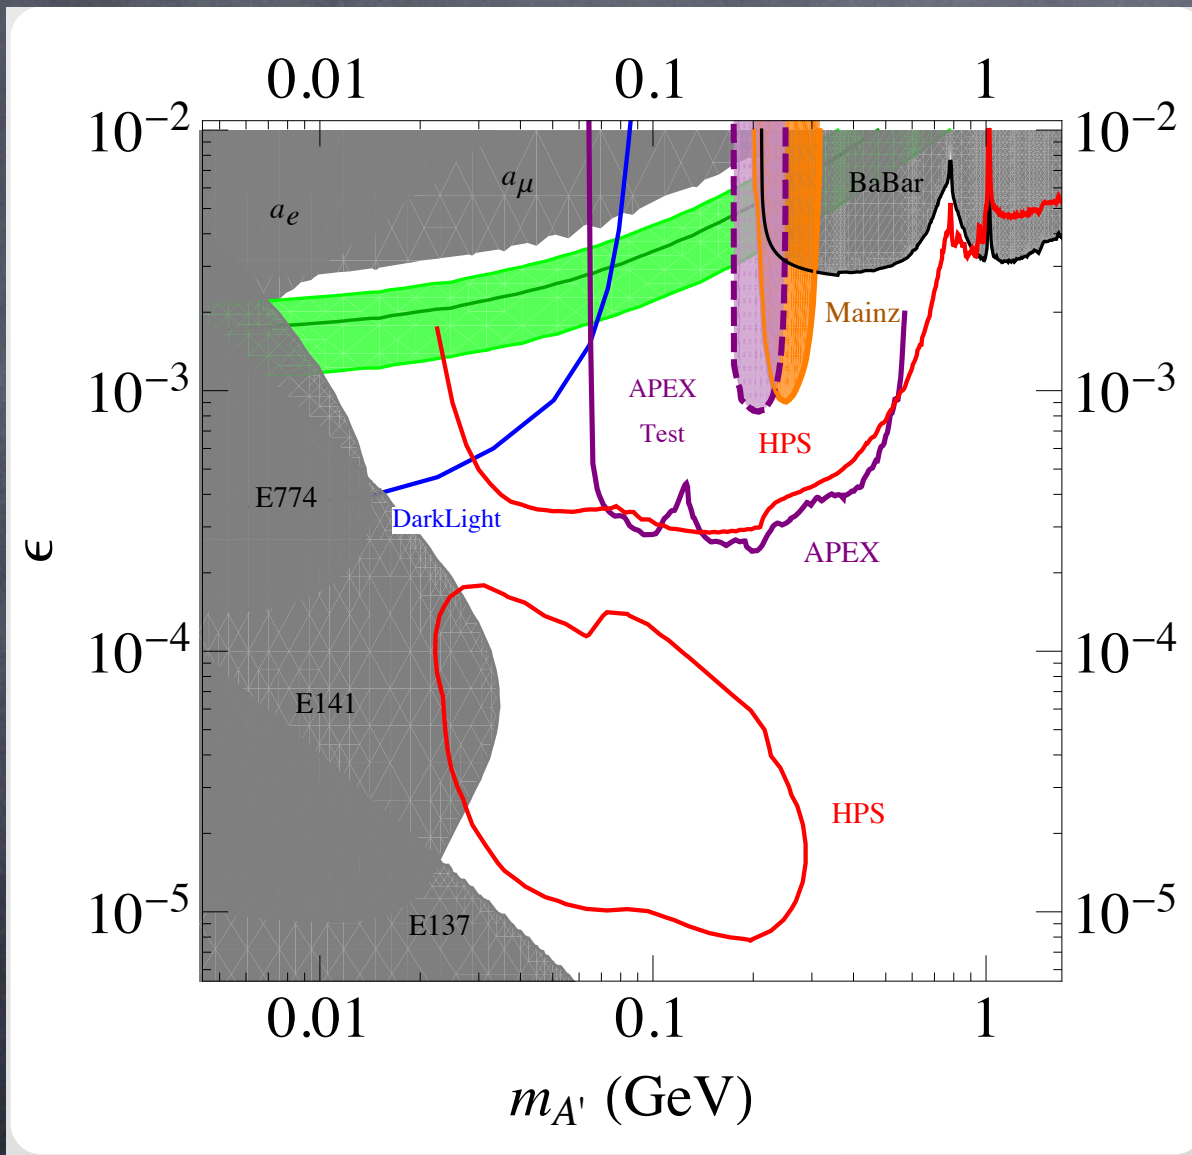 0.01 0.1 1
10⁻² 10⁻²
a_μ
BaBar
a_e
Mainz
10⁻³ 10⁻³
APEX
Test
HPS
E774
DarkLight
APEX
ϵ
10⁻⁴ 10⁻⁴
E141
HPS
10⁻⁵ 10⁻⁵
E137
0.01 0.1 1
m_A' (GeV)